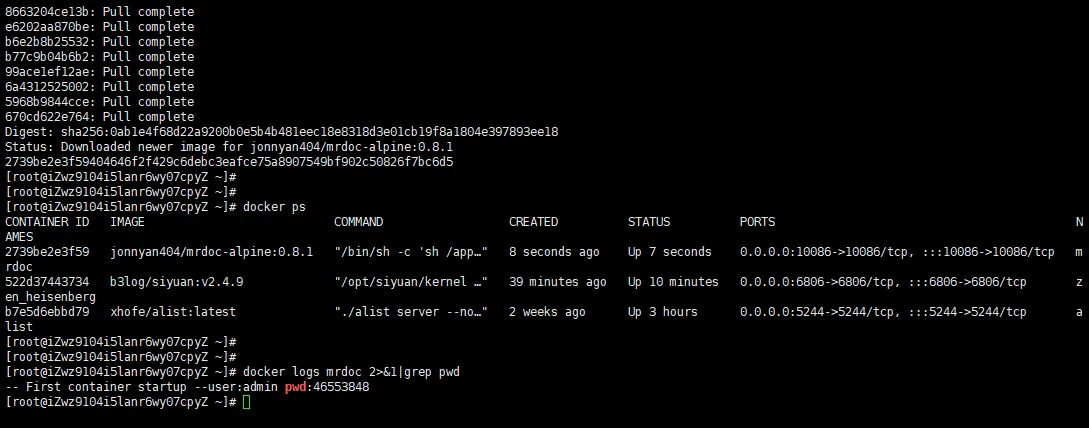 8663204ce13b: Pull complete
e6202aa870be: Pull complete
b6e2b8b25532: Pull complete
b77c9b04b6b2: Pull complete
99ace1ef12ae: Pull complete
6a4312525002: Pull complete
5968b9844cce: Pull complete
670cd622e764: Pull complete
Digest: sha256:0ab1e4f68d22a9200b0e5b4b481eec18e8318d3e01cb19f8a1804e397893ee18
Status: Downloaded newer image for jonnyan404/mrdoc-alpine:0.8.1
2739be2e3f59404646f2f429c6debc3eafce75a8907549bf902c50826f7bc6d5
[root@iZwz9104i5lanr6wy07cpyZ ~]#
[root@iZwz9104i5lanr6wy07cpyZ ~]#
[root@iZwz9104i5lanr6wy07cpyZ ~]# docker ps
CONTAINER ID   IMAGE                          COMMAND                  CREATED          STATUS          PORTS                                           N
AMES
2739be2e3f59   jonnyan404/mrdoc-alpine:0.8.1   "/bin/sh -c 'sh /app…"   8 seconds ago    Up 7 seconds    0.0.0.0:10086->10086/tcp, :::10086->10086/tcp   m
rdoc
522d37443734   b3log/siyuan:v2.4.9             "/opt/siyuan/kernel …"   39 minutes ago   Up 10 minutes   0.0.0.0:6806->6806/tcp, :::6806->6806/tcp       z
en_heisenberg
b7e5d6ebbd79   xhofe/alist:latest              "./alist server --no…"   2 weeks ago      Up 3 hours      0.0.0.0:5244->5244/tcp, :::5244->5244/tcp       a
list
[root@iZwz9104i5lanr6wy07cpyZ ~]#
[root@iZwz9104i5lanr6wy07cpyZ ~]#
[root@iZwz9104i5lanr6wy07cpyZ ~]# docker logs mrdoc 2>&1|grep pwd
-- First container startup --user:admin pwd:46553848
[root@iZwz9104i5lanr6wy07cpyZ ~]#